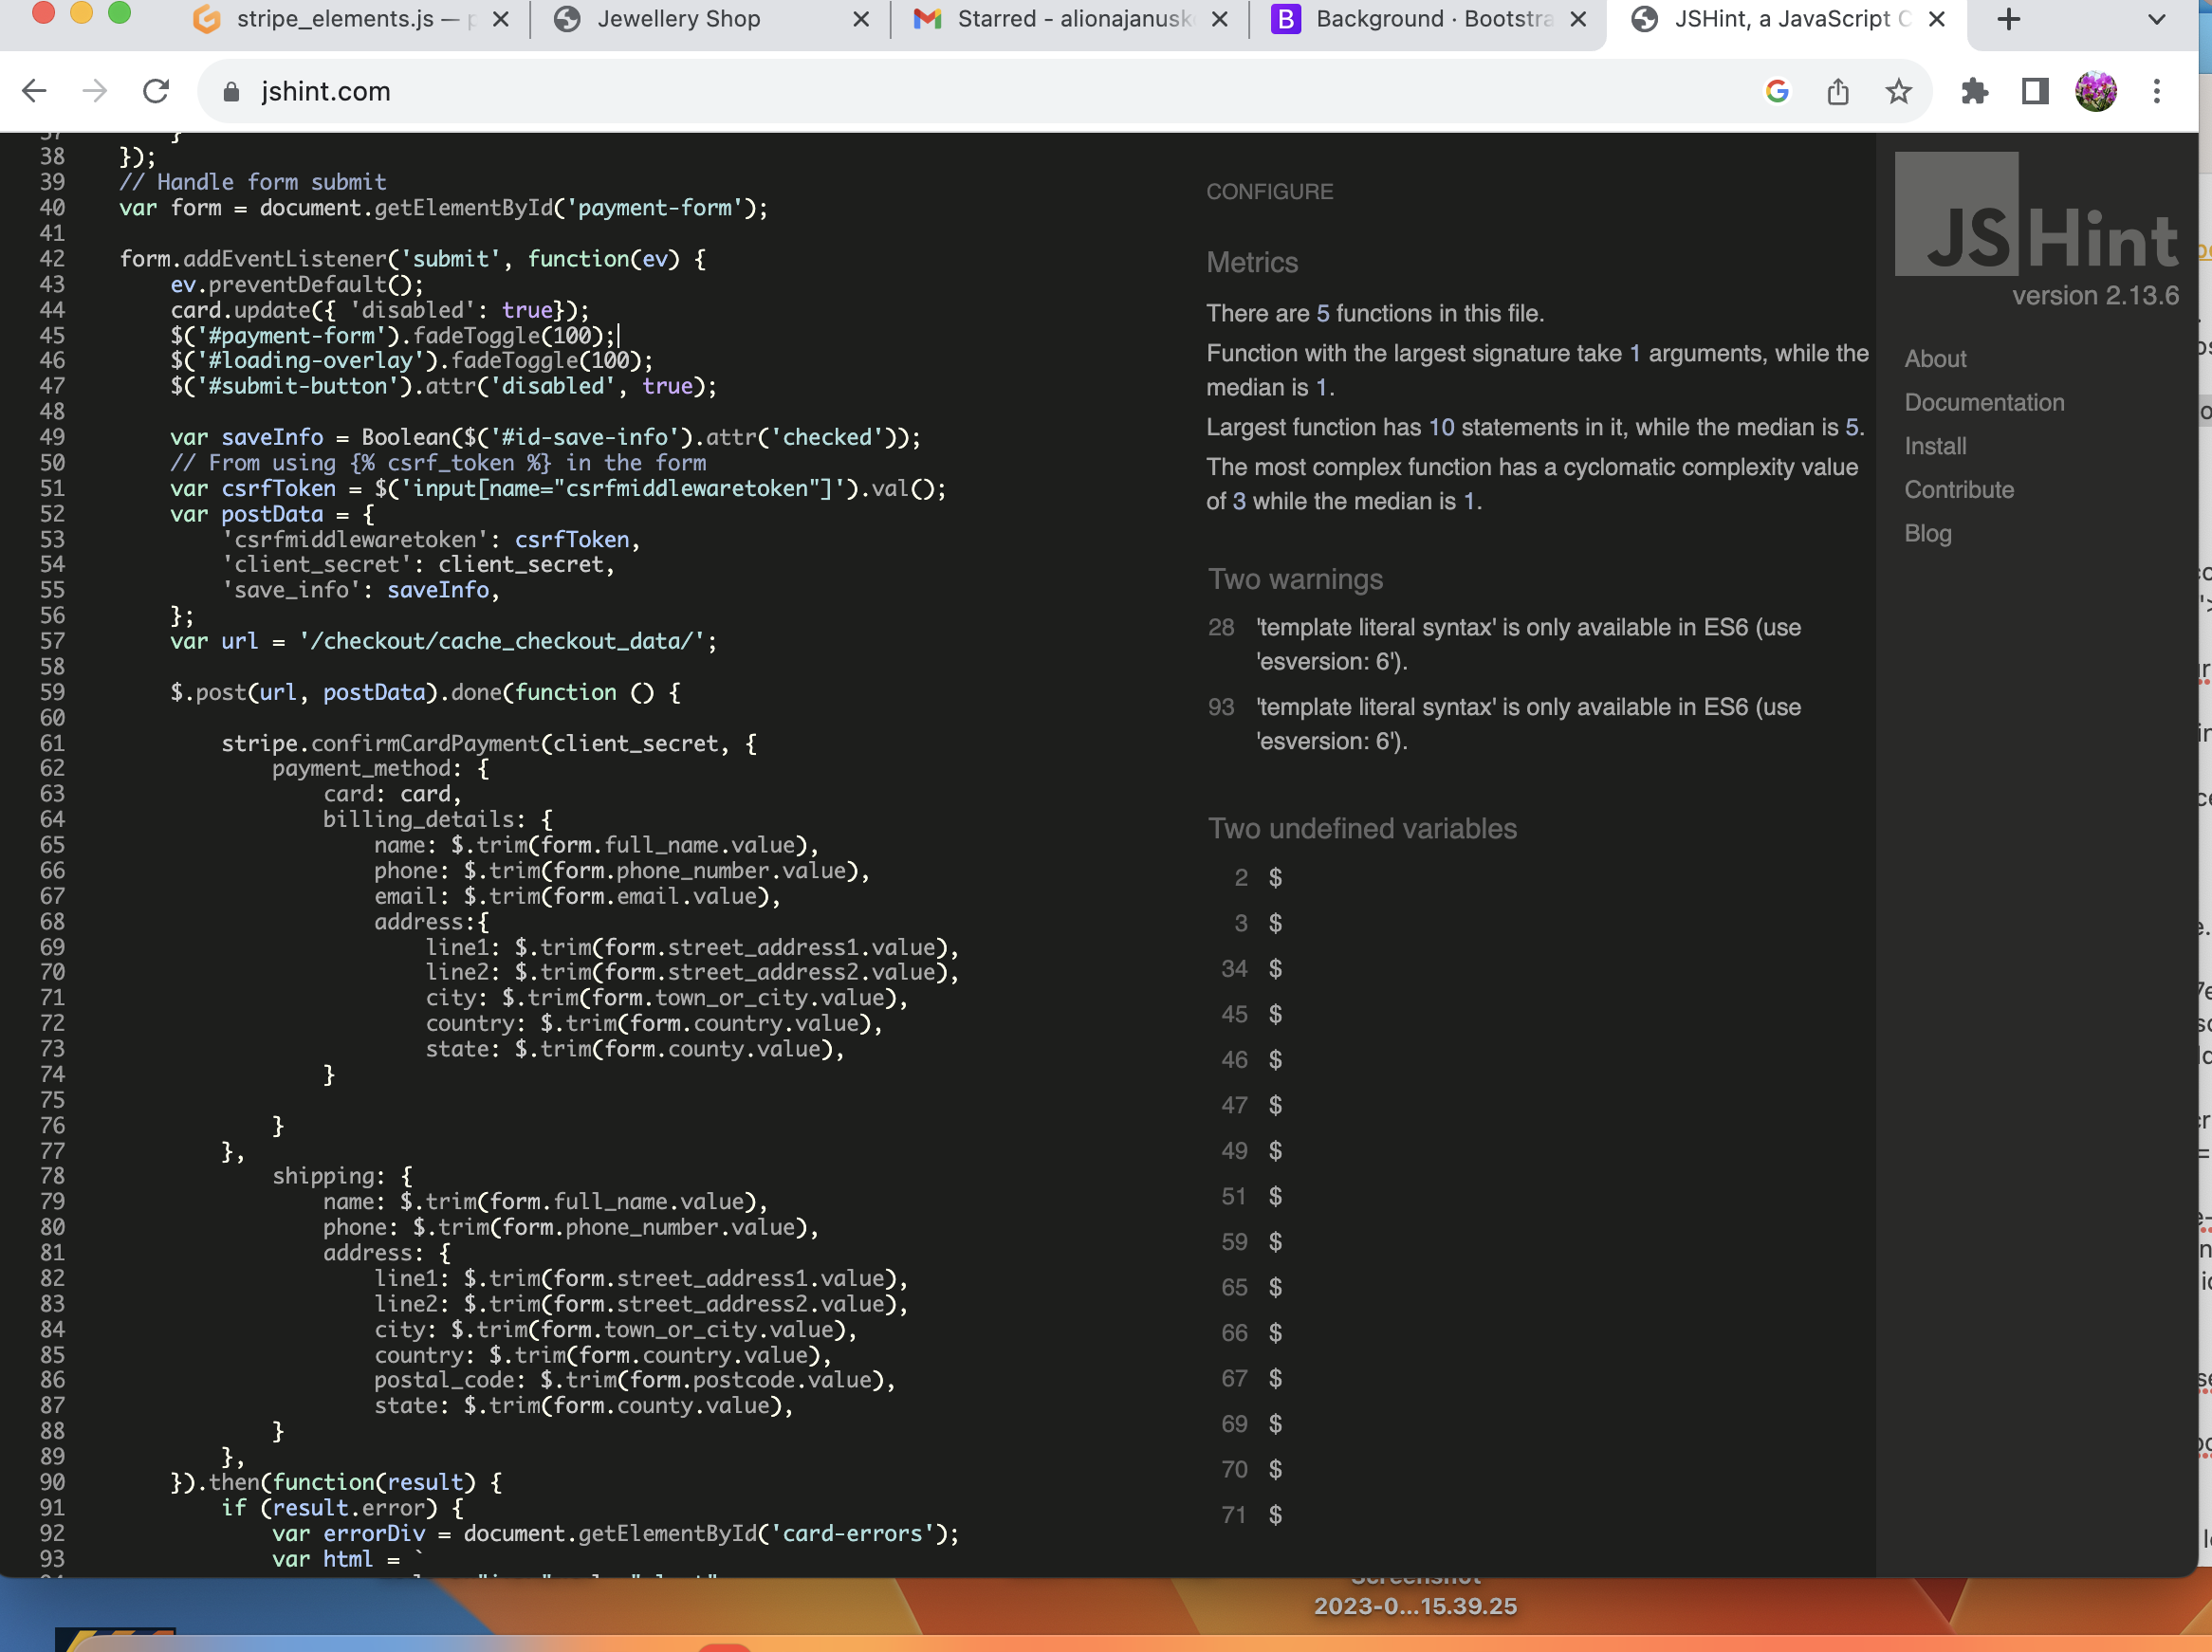 stripe_elements.js — p
Jewellery Shop
Starred - alionajanusk
Background · Bootstra
JSHint, a JavaScript C
jshint.com
37 }
38 });
39 // Handle form submit
40 var form = document.getElementById('payment-form');
41
42 form.addEventListener('submit', function(ev) {
43 ev.preventDefault();
44 card.update({ 'disabled': true});
45 $('#payment-form').fadeToggle(100);
46 $('#loading-overlay').fadeToggle(100);
47 $('#submit-button').attr('disabled', true);
48
49 var saveInfo = Boolean($('#id-save-info').attr('checked'));
50 // From using {% csrf_token %} in the form
51 var csrfToken = $('input[name="csrfmiddlewaretoken"]').val();
52 var postData = {
53 'csrfmiddlewaretoken': csrfToken,
54 'client_secret': client_secret,
55 'save_info': saveInfo,
56 };
57 var url = '/checkout/cache_checkout_data/';
58
59 $.post(url, postData).done(function () {
60
61 stripe.confirmCardPayment(client_secret, {
62 payment_method: {
63 card: card,
64 billing_details: {
65 name: $.trim(form.full_name.value),
66 phone: $.trim(form.phone_number.value),
67 email: $.trim(form.email.value),
68 address:{
69 line1: $.trim(form.street_address1.value),
70 line2: $.trim(form.street_address2.value),
71 city: $.trim(form.town_or_city.value),
72 country: $.trim(form.country.value),
73 state: $.trim(form.county.value),
74 }
75
76 }
77 },
78 shipping: {
79 name: $.trim(form.full_name.value),
80 phone: $.trim(form.phone_number.value),
81 address: {
82 line1: $.trim(form.street_address1.value),
83 line2: $.trim(form.street_address2.value),
84 city: $.trim(form.town_or_city.value),
85 country: $.trim(form.country.value),
86 postal_code: $.trim(form.postcode.value),
87 state: $.trim(form.county.value),
88 }
89 },
90 }).then(function(result) {
91 if (result.error) {
92 var errorDiv = document.getElementById('card-errors');
93 var html = `
CONFIGURE
Metrics
There are 5 functions in this file.
Function with the largest signature take 1 arguments, while the
median is 1.
Largest function has 10 statements in it, while the median is 5.
The most complex function has a cyclomatic complexity value
of 3 while the median is 1.
Two warnings
28 'template literal syntax' is only available in ES6 (use
'esversion: 6').
93 'template literal syntax' is only available in ES6 (use
'esversion: 6').
Two undefined variables
2 $
3 $
34 $
45 $
46 $
47 $
49 $
51 $
59 $
65 $
66 $
67 $
69 $
70 $
71 $
JSHint
version 2.13.6
About
Documentation
Install
Contribute
Blog
Screenshot
2023-0...15.39.25